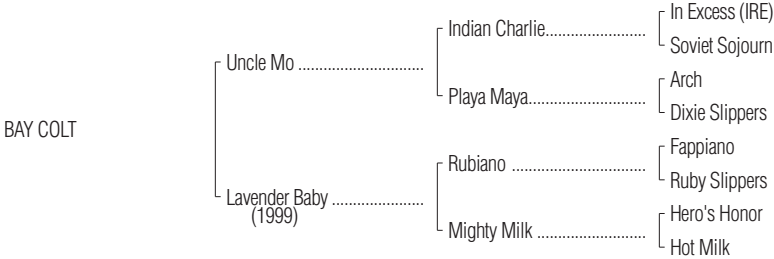 In Excess (IRE)
Indian Charlie.........................
Soviet Sojourn
Uncle Mo ..............................
Arch
Playa Maya.............................
Dixie Slippers
BAY COLT
Fappiano
Rubiano ................................
Ruby Slippers
Lavender Baby ......................
(1999)
Hero's Honor
Mighty Milk ..........................
Hot Milk